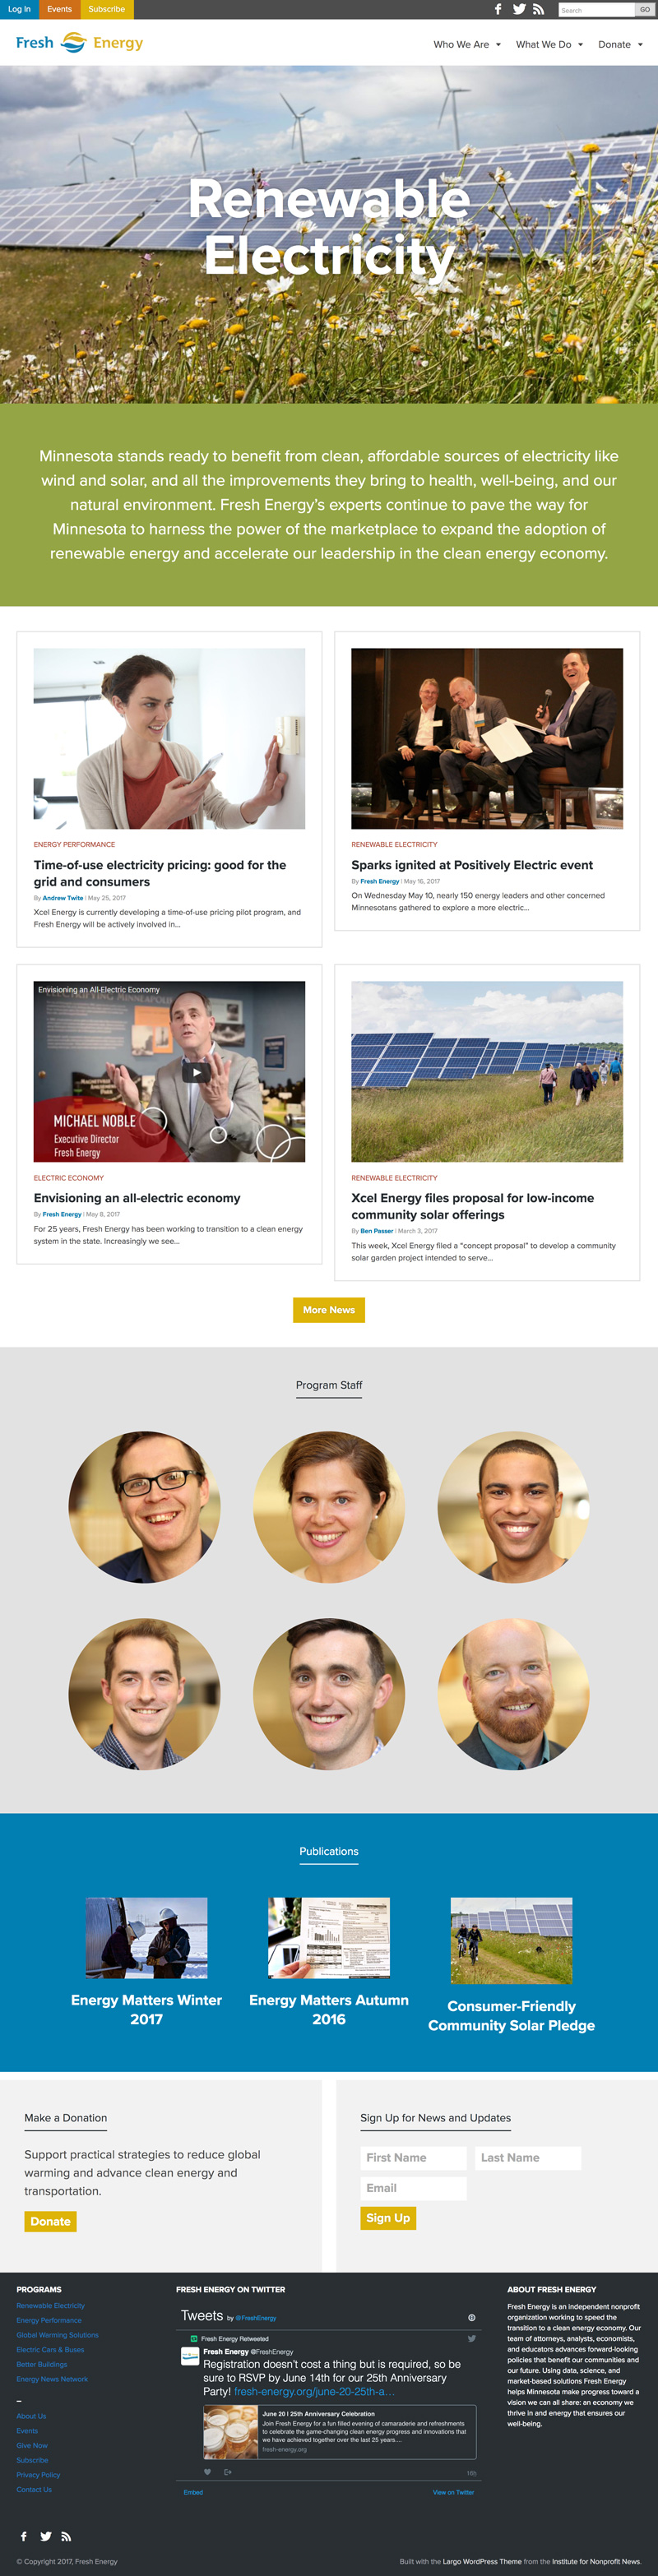 Log In Events Subscribe
Search GO
Fresh Energy
Who We Are What We Do Donate
Renewable
Electricity
Minnesota stands ready to benefit from clean, affordable sources of electricity like
wind and solar, and all the improvements they bring to health, well-being, and our
natural environment. Fresh Energy's experts continue to pave the way for
Minnesota to harness the power of the marketplace to expand the adoption of
renewable energy and accelerate our leadership in the clean energy economy.
ENERGY PERFORMANCE
Time-of-use electricity pricing: good for the
grid and consumers
By Andrew Twite | May 25, 2017
Xcel Energy is currently developing a time-of-use pricing pilot program, and
Fresh Energy will be actively involved in...
RENEWABLE ELECTRICITY
Sparks ignited at Positively Electric event
By Fresh Energy | May 16, 2017
On Wednesday May 10, nearly 150 energy leaders and other concerned
Minnesotans gathered to explore a more electric...
Envisioning an All-Electric Economy
MICHAEL NOBLE
Executive Director
Fresh Energy
ELECTRIC ECONOMY
Envisioning an all-electric economy
By Fresh Energy | May 8, 2017
For 25 years, Fresh Energy has been working to transition to a clean energy
system in the state. Increasingly we see...
RENEWABLE ELECTRICITY
Xcel Energy files proposal for low-income
community solar offerings
By Ben Passer | March 3, 2017
This week, Xcel Energy filed a "concept proposal" to develop a community
solar garden project intended to serve...
More News
Program Staff
Publications
Energy Matters Winter
2017
Energy Matters Autumn
2016
Consumer-Friendly
Community Solar Pledge
Make a Donation
Support practical strategies to reduce global
warming and advance clean energy and
transportation.
Donate
Sign Up for News and Updates
First Name Last Name
Email
Sign Up
PROGRAMS
Renewable Electricity
Energy Performance
Global Warming Solutions
Electric Cars & Buses
Better Buildings
Energy News Network
–
About Us
Events
Give Now
Subscribe
Privacy Policy
Contact Us
FRESH ENERGY ON TWITTER
Tweets by @FreshEnergy
Fresh Energy Retweeted
Fresh Energy @FreshEnergy
Registration doesn't cost a thing but is required, so be
sure to RSVP by June 14th for our 25th Anniversary
Party! fresh-energy.org/june-20-25th-a…
June 20 | 25th Anniversary Celebration
Join Fresh Energy for a fun filled evening of camaraderie and refreshments
to celebrate the game-changing clean energy progress and innovations that
we have achieved together over the last 25 years....
fresh-energy.org
16h
Embed View on Twitter
ABOUT FRESH ENERGY
Fresh Energy is an independent nonprofit
organization working to speed the
transition to a clean energy economy. Our
team of attorneys, analysts, economists,
and educators advances forward-looking
policies that benefit our communities and
our future. Using data, science, and
market-based solutions Fresh Energy
helps Minnesota make progress toward a
vision we can all share: an economy we
thrive in and energy that ensures our
well-being.
© Copyright 2017, Fresh Energy
Built with the Largo WordPress Theme from the Institute for Nonprofit News.